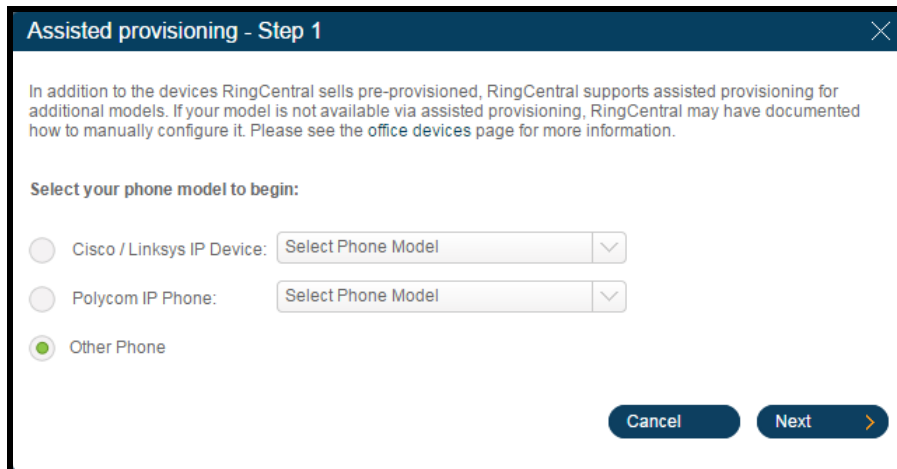 Assisted provisioning - Step 1
In addition to the devices RingCentral sells pre-provisioned, RingCentral supports assisted provisioning for
additional models. If your model is not available via assisted provisioning, RingCentral may have documented
how to manually configure it. Please see the office devices page for more information.
Select your phone model to begin:
Cisco / Linksys IP Device: Select Phone Model
Polycom IP Phone: Select Phone Model
Other Phone
Cancel Next